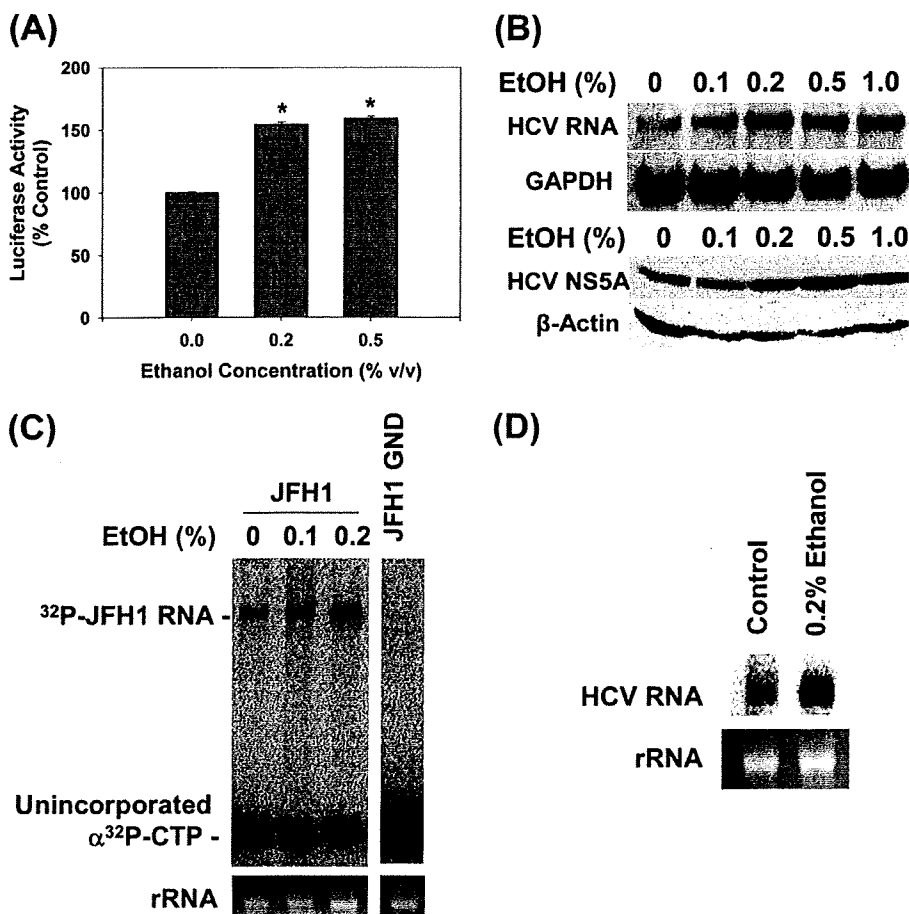 (A)
200
150
100
50
0
Luciferase Activity
(% Control)
* *
0.0 0.2 0.5
Ethanol Concentration (% v/v)
(B)
EtOH (%) 0 0.1 0.2 0.5 1.0
HCV RNA
GAPDH
EtOH (%) 0 0.1 0.2 0.5 1.0
HCV NS5A
β-Actin
(C)
JFH1
JFH1 GND
EtOH (%) 0 0.1 0.2
³²P-JFH1 RNA -
Unincorporated
α³²P-CTP -
rRNA
(D)
Control
0.2% Ethanol
HCV RNA
rRNA